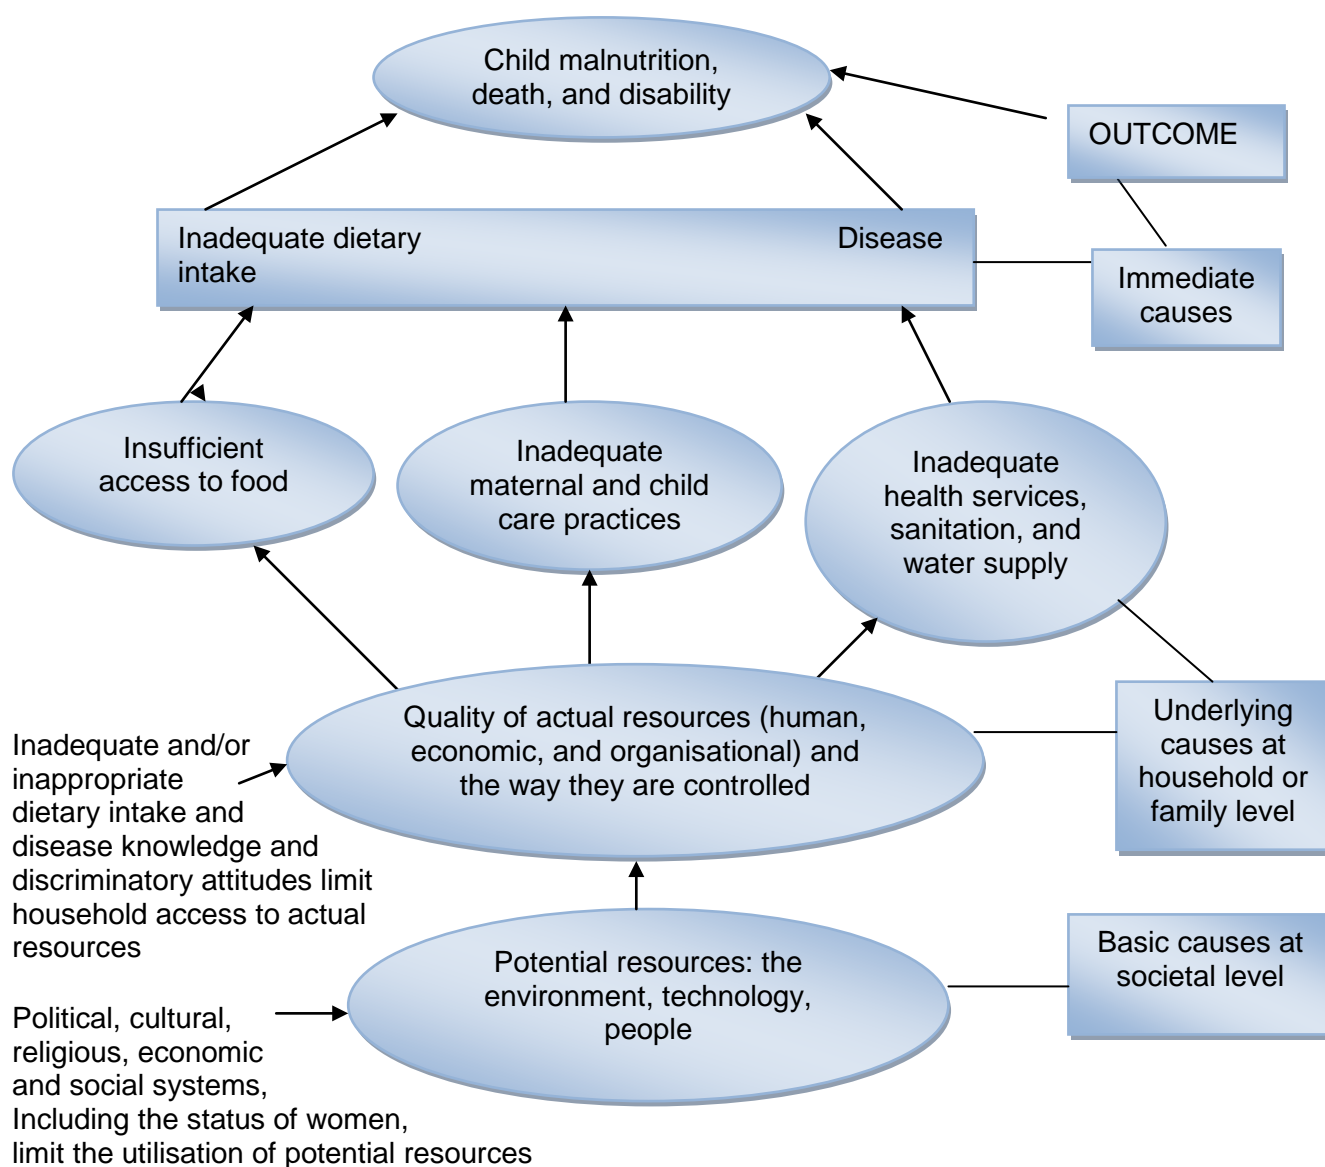 Child malnutrition,
death, and disability
OUTCOME
Inadequate dietary
intake
Disease
Immediate
causes
Insufficient
access to food
Inadequate
maternal and child
care practices
Inadequate
health services,
sanitation, and
water supply
Quality of actual resources (human,
economic, and organisational) and
the way they are controlled
Underlying
causes at
household or
family level
Inadequate and/or
inappropriate
dietary intake and
disease knowledge and
discriminatory attitudes limit
household access to actual
resources
Potential resources: the
environment, technology,
people
Basic causes at
societal level
Political, cultural,
religious, economic
and social systems,
Including the status of women,
limit the utilisation of potential resources